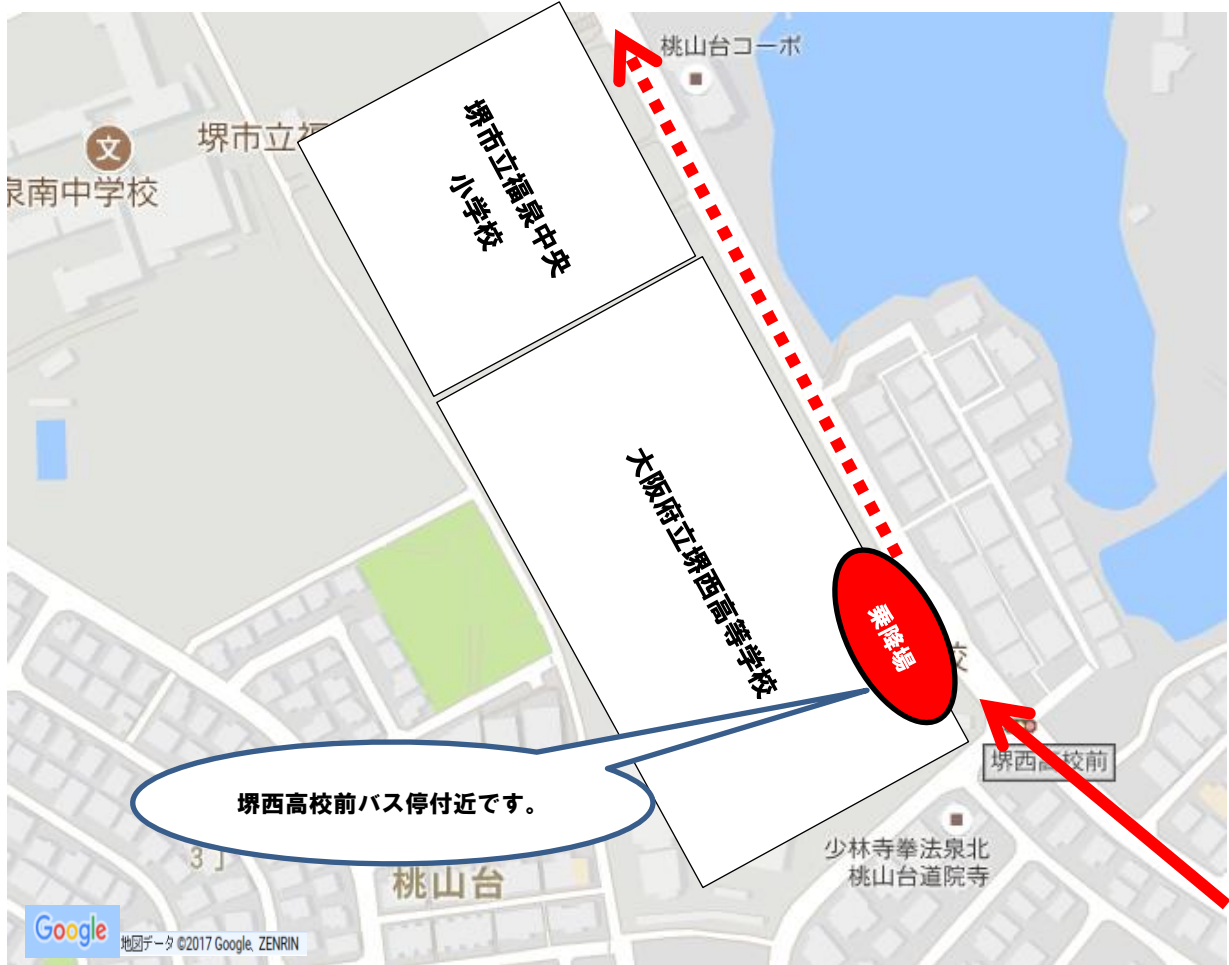 桃山台コーポ
堺市立福
文
泉南中学校
堺市立福泉中央
小学校
大阪府立堺西高等学校
乗降場
校
堺西高校前
堺西高校前バス停付近です。
少林寺拳法泉北
桃山台道院寺
3丁
桃山台
Google
地図データ ©2017 Google, ZENRIN